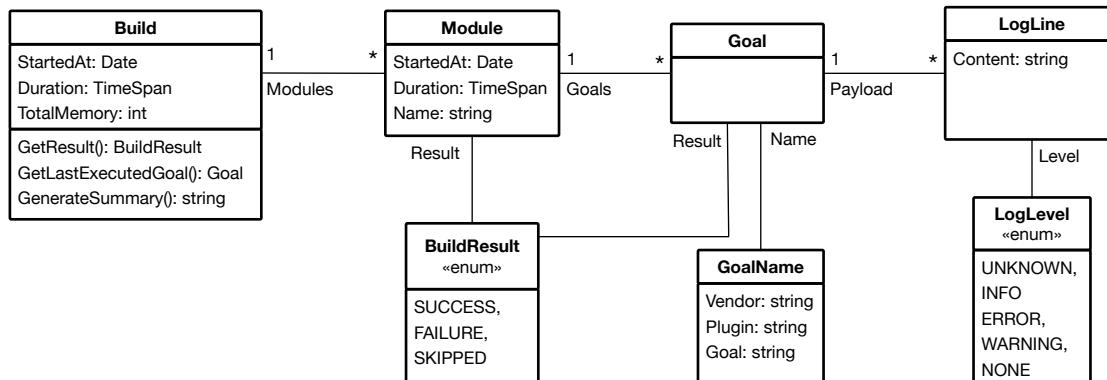 Build
StartedAt: Date
Duration: TimeSpan
TotalMemory: int
GetResult(): BuildResult
GetLastExecutedGoal(): Goal
GenerateSummary(): string
1
*
Modules
Module
StartedAt: Date
Duration: TimeSpan
Name: string
1
*
Goals
Goal
1
*
Payload
LogLine
Content: string
Result
Result
Name
Level
BuildResult
«enum»
SUCCESS,
FAILURE,
SKIPPED
GoalName
Vendor: string
Plugin: string
Goal: string
LogLevel
«enum»
UNKNOWN,
INFO
ERROR,
WARNING,
NONE